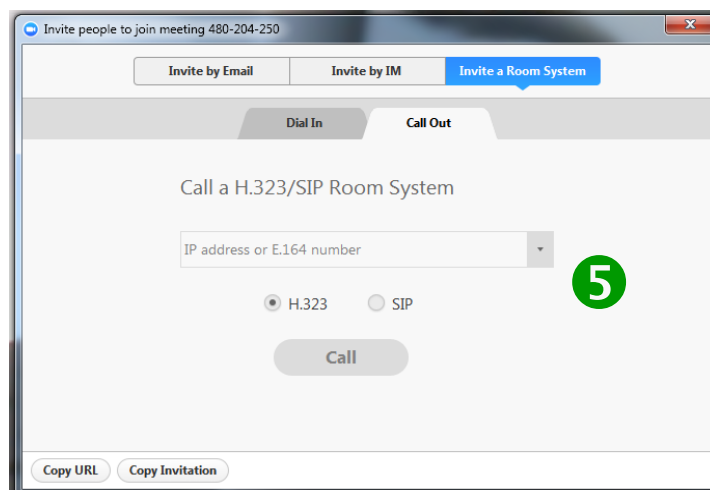 Invite people to join meeting 480-204-250
x
Invite by Email Invite by IM Invite a Room System
Dial In Call Out
Call a H.323/SIP Room System
IP address or E.164 number
5
H.323 SIP
Call
Copy URL Copy Invitation